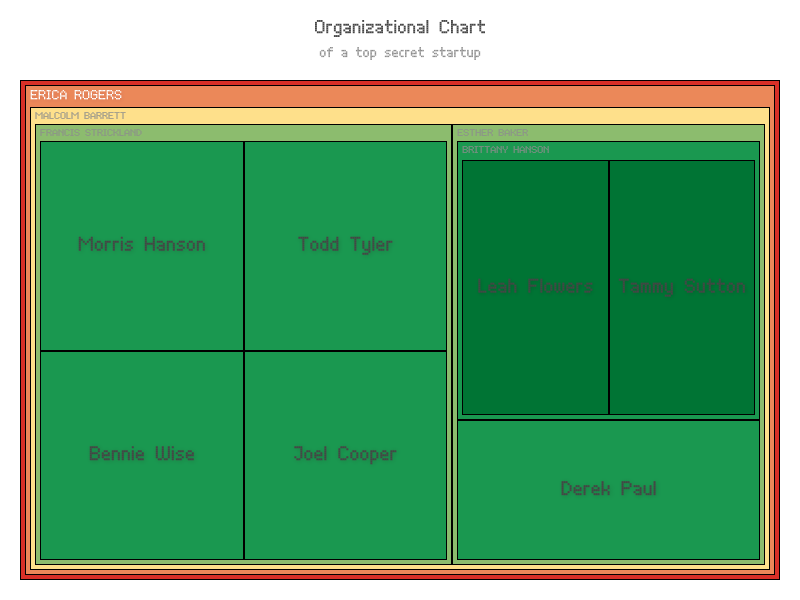 Organizational Chart
of a top secret startup
ERICA ROGERS
MALCOLM BARRETT
FRANCIS STRICKLAND
ESTHER BAKER
BRITTANY HANSON
Morris Hanson
Todd Tyler
Leah Flowers
Tammy Sutton
Bennie Wise
Joel Cooper
Derek Paul